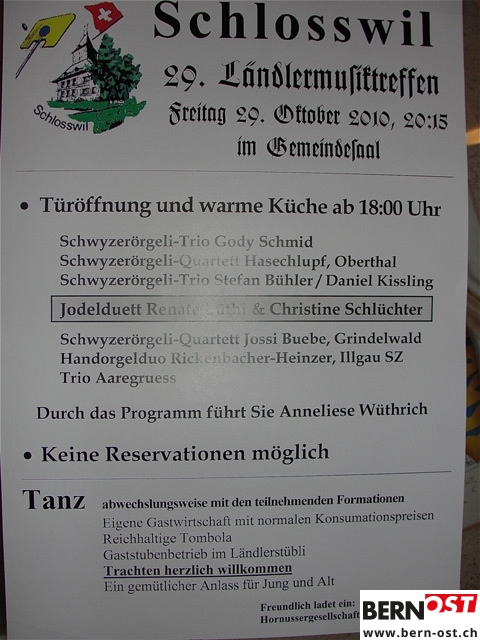 Schlosswil
29. Ländlermusiktreffen
Freitag 29. Oktober 2010, 20:15
im Gemeindesaal
Schlosswil
• Türöffnung und warme Küche ab 18:00 Uhr
Schwyzerörgeli-Trio Gody Schmid
Schwyzerörgeli-Quartett Hasechlupf, Oberthal
Schwyzerörgeli-Trio Stefan Bühler / Daniel Kissling
Jodelduett Renate Lüthi & Christine Schlüchter
Schwyzerörgeli-Quartett Jossi Buebe, Grindelwald
Handorgelduo Rickenbacher-Heinzer, Illgau SZ
Trio Aaregruess
Durch das Programm führt Sie Anneliese Wüthrich
• Keine Reservationen möglich
Tanz abwechslungsweise mit den teilnehmenden Formationen
Eigene Gastwirtschaft mit normalen Konsumationspreisen
Reichhaltige Tombola
Gaststubenbetrieb im Ländlerstübli
Trachten herzlich willkommen
Ein gemütlicher Anlass für Jung und Alt
Freundlich ladet ein:
Hornussergesellschaft
BERNOST
www.bern-ost.ch